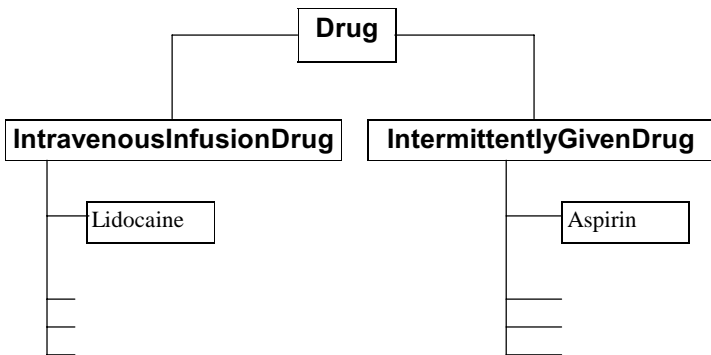 Drug
IntravenousInfusionDrug
IntermittentlyGivenDrug
Lidocaine
Aspirin